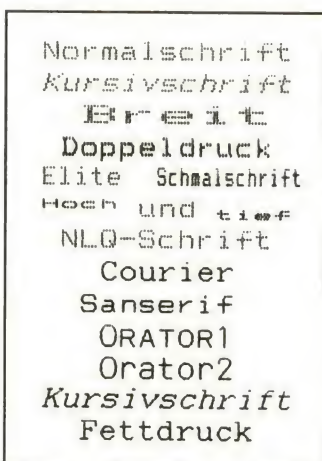 Normalschrift
Kursivschrift
Breit
Doppeldruck
Elite Schmalschrift
Hoch und tief
NLQ-Schrift
Courier
Sanserif
ORATOR1
Orator2
Kursivschrift
Fettdruck